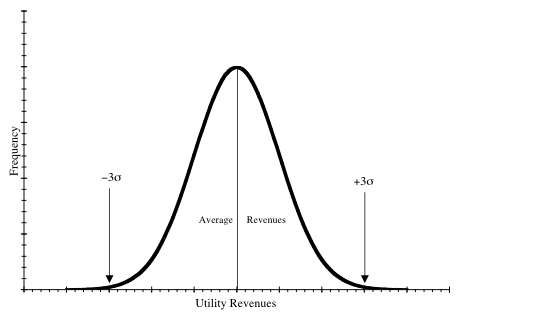 Frequency
−3σ
+3σ
Average Revenues
Utility Revenues